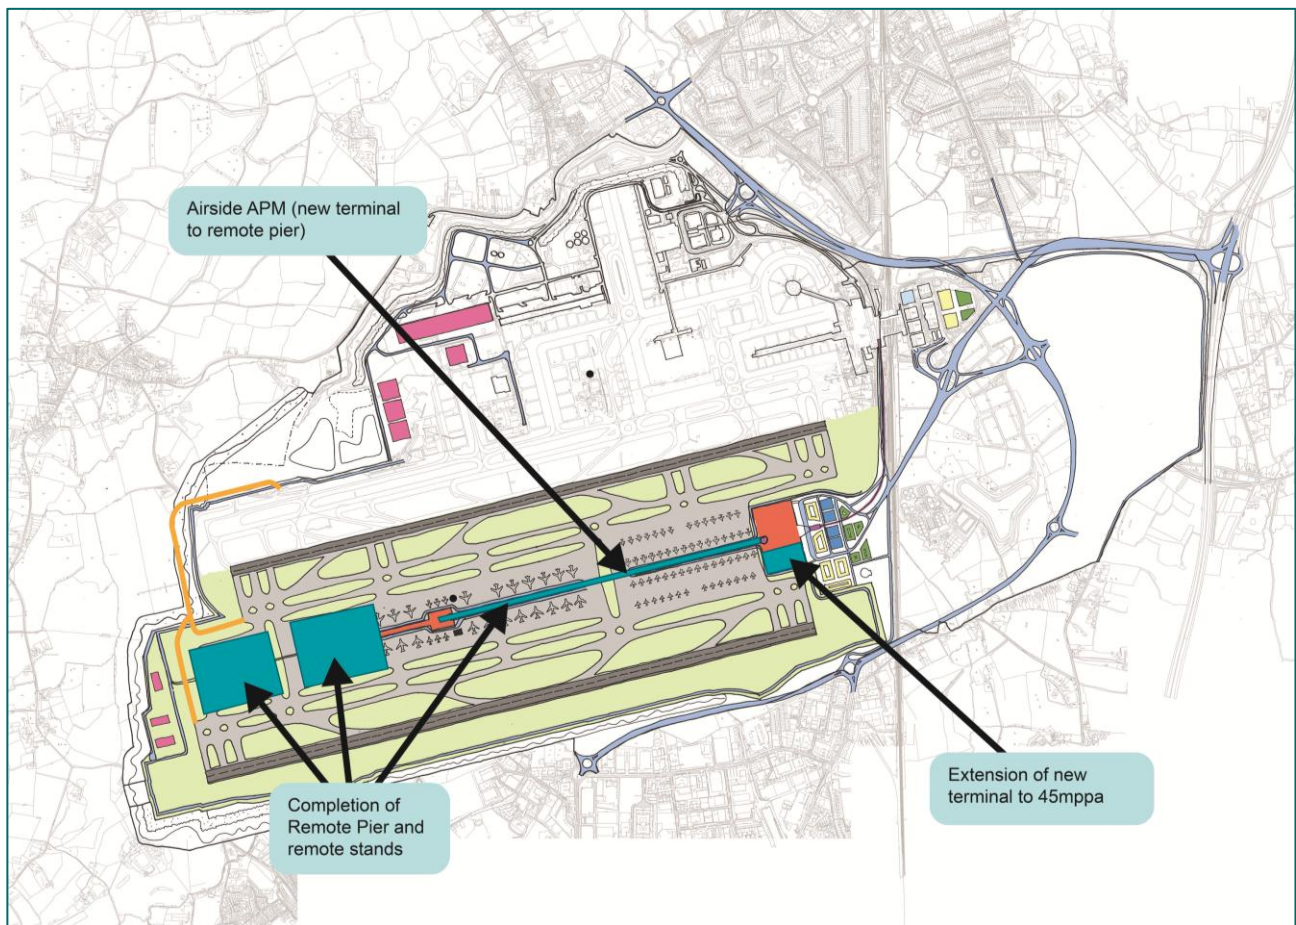 Airside APM (new terminal
to remote pier)
Completion of
Remote Pier and
remote stands
Extension of new
terminal to 45mppa